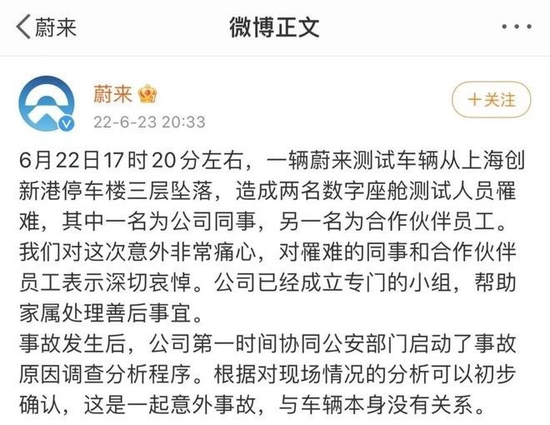 蔚来
微博正文
蔚来
22-6-23 20:33
+关注
6月22日17时20分左右，一辆蔚来测试车辆从上海创
新港停车楼三层坠落，造成两名数字座舱测试人员罹
难，其中一名为公司同事，另一名为合作伙伴员工。
我们对这次意外非常痛心，对罹难的同事和合作伙伴
员工表示深切哀悼。公司已经成立专门的小组，帮助
家属处理善后事宜。
事故发生后，公司第一时间协同公安部门启动了事故
原因调查分析程序。根据对现场情况的分析可以初步
确认，这是一起意外事故，与车辆本身没有关系。